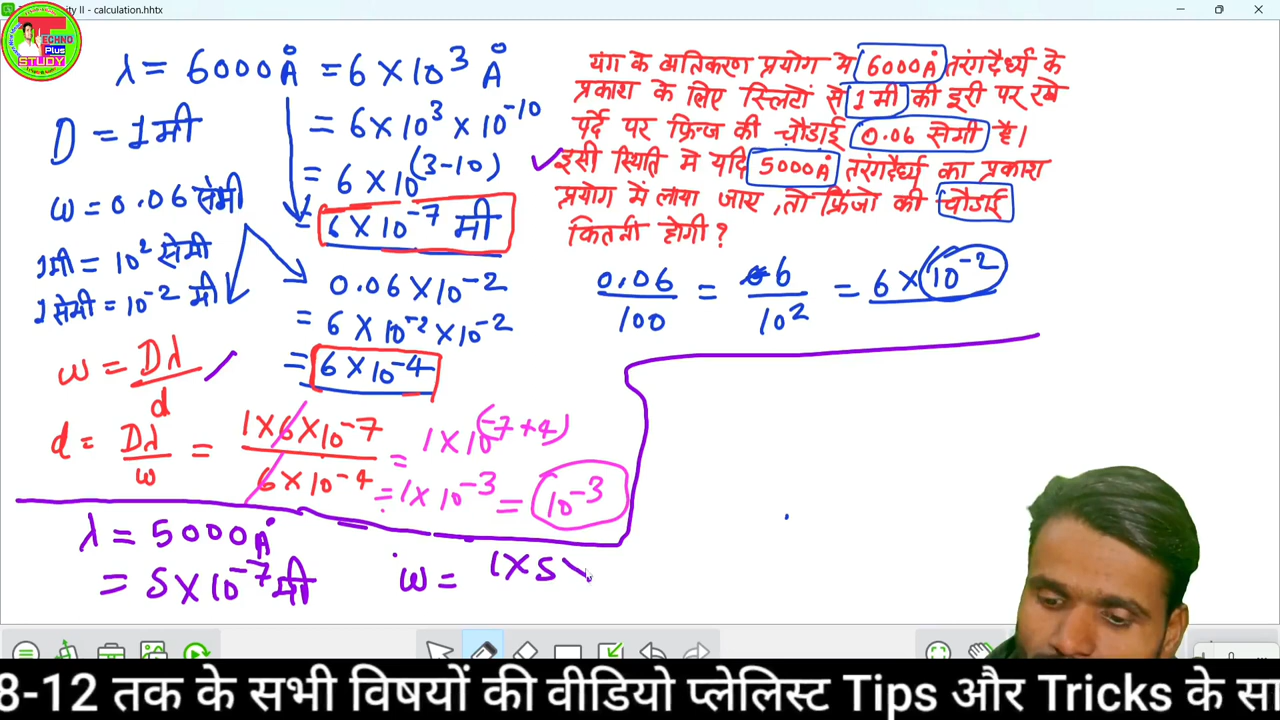 ity II - calculation.hhtx
TECHNO
Plus
STUDY
λ = 6000Å = 6 × 10³ Å
= 6 × 10³ × 10⁻¹⁰
= 6 × 10⁽³⁻¹⁰⁾
= 6 × 10⁻⁷ मी
D = 1मी
ω = 0.06 सेमी
1मी = 10² सेमी
1 सेमी = 10⁻² मी
0.06 × 10⁻²
= 6 × 10⁻² × 10⁻²
= 6 × 10⁻⁴
ω = Dλ/d
d = Dλ/ω = 1×6×10⁻⁷/6×10⁻⁴ = 1 × 10⁽⁻⁷⁺⁴⁾
= 1 × 10⁻³ = 10⁻³
यंग के व्यतिकरण प्रयोग मे 6000Å तरंगदैर्ध्य के
प्रकाश के लिए स्लिटों से 1 मी की दूरी पर रखे
पर्दे पर फ्रिन्ज की चौडाई 0.06 सेमी है।
इसी स्थिति मे यदि 5000Å तरंगदैर्ध्य का प्रकाश
प्रयोग में लाया जाए, तो फ्रिंजो की चौडाई
कितनी होगी ?
0.06/100 = 6/10² = 6 × 10⁻²
λ = 5000Å
= 5 × 10⁻⁷ मी
ω = 1×5
8-12 तक के सभी विषयों की वीडियो प्लेलिस्ट Tips और Tricks के सा